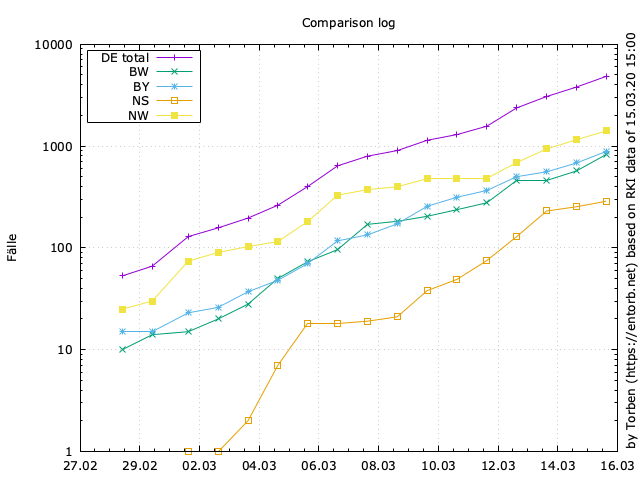 Comparison log
10000
1000
100
10
1
Fälle
DE total
BW
BY
NS
NW
27.02 29.02 02.03 04.03 06.03 08.03 10.03 12.03 14.03 16.03
by Torben (https://entorb.net) based on RKI data of 15.03.20 15:00